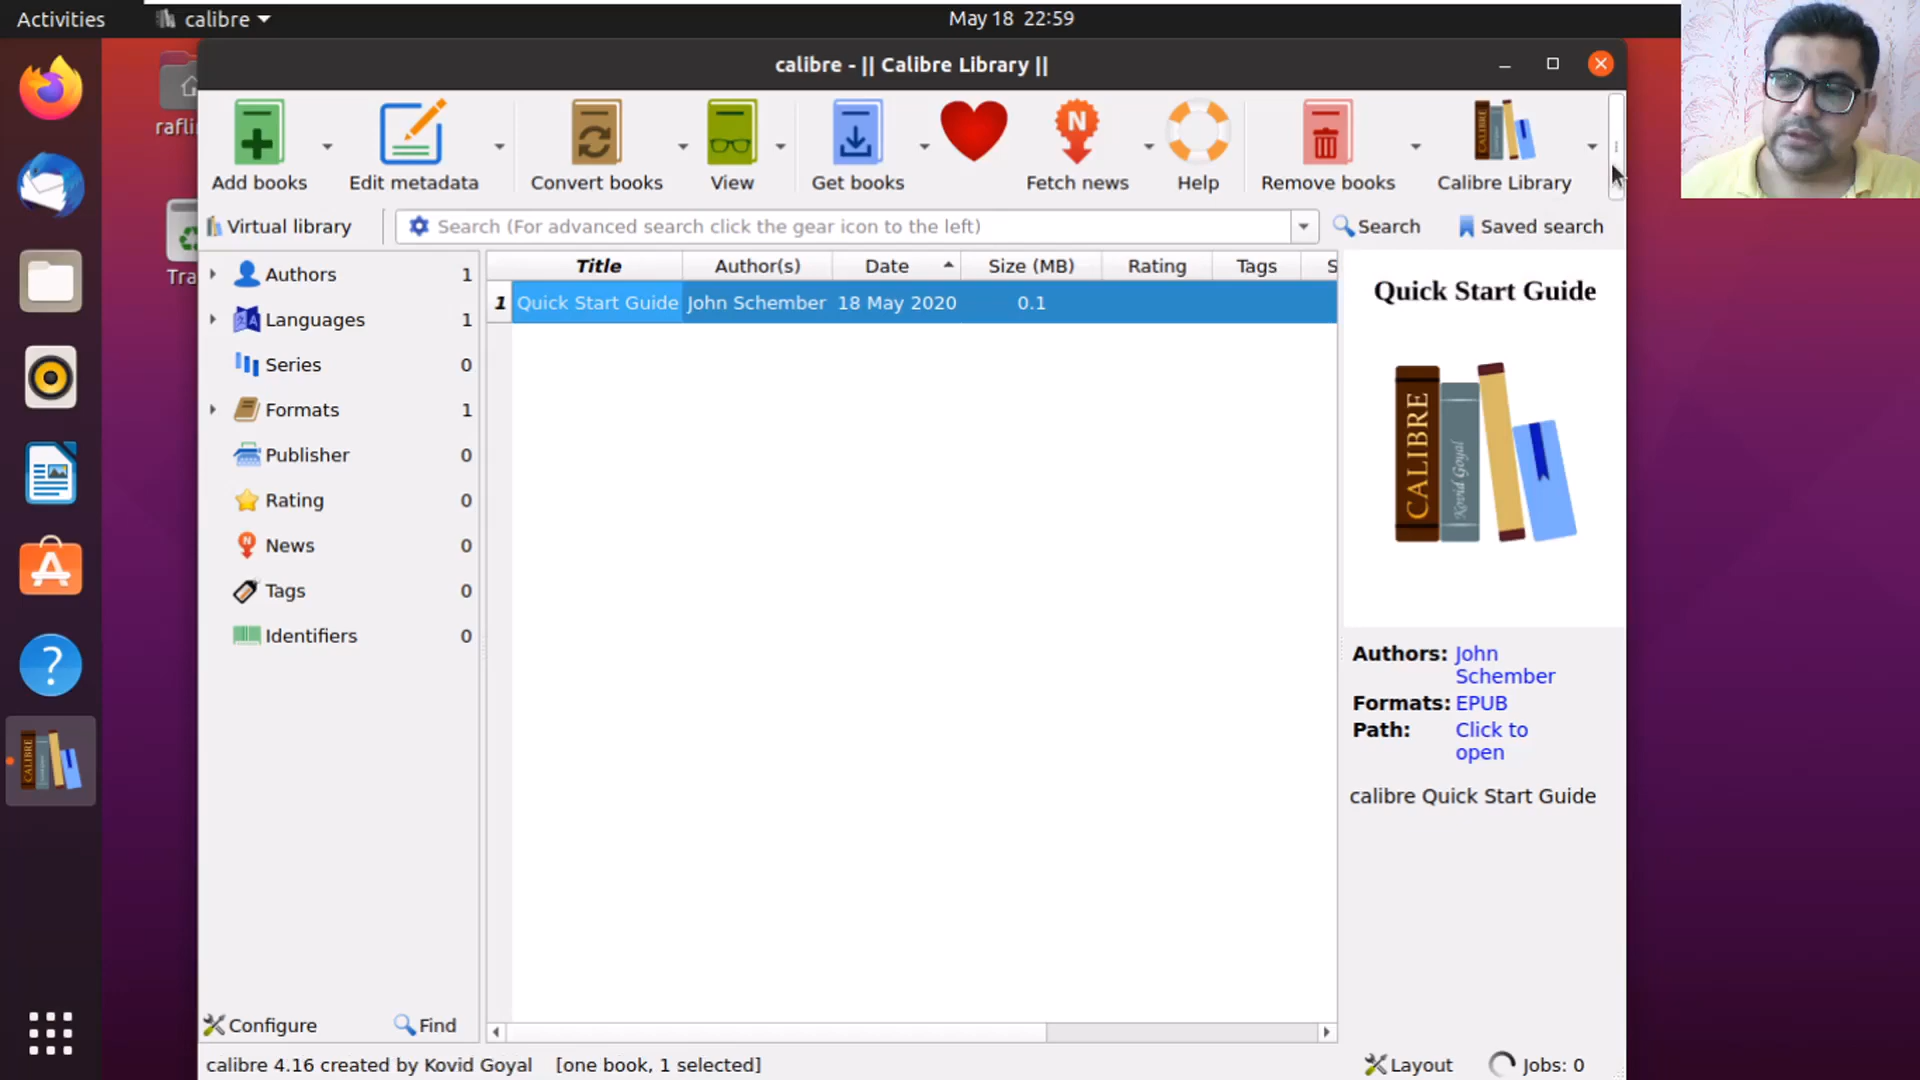 Activities
calibre
May 18 22:59
rafli
Tra
calibre - || Calibre Library ||
Add books
Edit metadata
Convert books
View
Get books
N
Fetch news
Help
Remove books
CALIBRE
Calibre Library
Virtual library
Search (For advanced search click the gear icon to the left)
Search
Saved search
Authors 1
Languages 1
Series 0
Formats 1
Publisher 0
Rating 0
News 0
Tags 0
Identifiers 0
Title Author(s) Date Size (MB) Rating Tags S
1 Quick Start Guide John Schember 18 May 2020 0.1
Quick Start Guide
CALIBRE
Kovid Goyal
Authors: John
Schember
Formats: EPUB
Path: Click to
open
calibre Quick Start Guide
CALIBRE
Configure
Find
calibre 4.16 created by Kovid Goyal [one book, 1 selected]
Layout
Jobs: 0